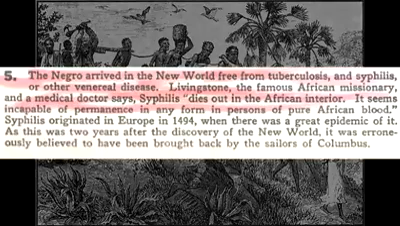 5. The Negro arrived in the New World free from tuberculosis, and syphilis,
or other venereal disease. Livingstone, the famous African missionary,
and a medical doctor says, Syphilis "dies out in the African interior. It seems
incapable of permanence in any form in persons of pure African blood."
Syphilis originated in Europe in 1494, when there was a great epidemic of it.
As this was two years after the discovery of the New World, it was errone-
ously believed to have been brought back by the sailors of Columbus.